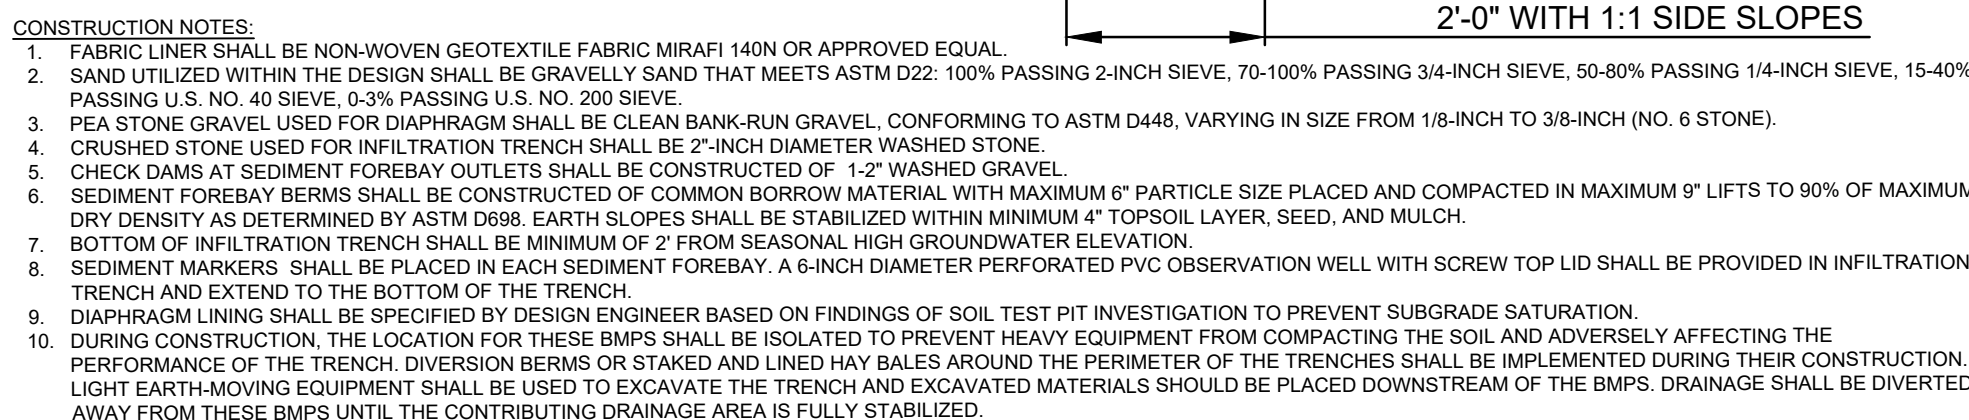 2'-0" WITH 1:1 SIDE SLOPES
CONSTRUCTION NOTES:
1. FABRIC LINER SHALL BE NON-WOVEN GEOTEXTILE FABRIC MIRAFI 140N OR APPROVED EQUAL.
2. SAND UTILIZED WITHIN THE DESIGN SHALL BE GRAVELLY SAND THAT MEETS ASTM D22: 100% PASSING 2-INCH SIEVE, 70-100% PASSING 3/4-INCH SIEVE, 50-80% PASSING 1/4-INCH SIEVE, 15-40%
PASSING U.S. NO. 40 SIEVE, 0-3% PASSING U.S. NO. 200 SIEVE.
3. PEA STONE GRAVEL USED FOR DIAPHRAGM SHALL BE CLEAN BANK-RUN GRAVEL, CONFORMING TO ASTM D448, VARYING IN SIZE FROM 1/8-INCH TO 3/8-INCH (NO. 6 STONE).
4. CRUSHED STONE USED FOR INFILTRATION TRENCH SHALL BE 2"-INCH DIAMETER WASHED STONE.
5. CHECK DAMS AT SEDIMENT FOREBAY OUTLETS SHALL BE CONSTRUCTED OF 1-2" WASHED GRAVEL.
6. SEDIMENT FOREBAY BERMS SHALL BE CONSTRUCTED OF COMMON BORROW MATERIAL WITH MAXIMUM 6" PARTICLE SIZE PLACED AND COMPACTED IN MAXIMUM 9" LIFTS TO 90% OF MAXIMUM
DRY DENSITY AS DETERMINED BY ASTM D698. EARTH SLOPES SHALL BE STABILIZED WITHIN MINIMUM 4" TOPSOIL LAYER, SEED, AND MULCH.
7. BOTTOM OF INFILTRATION TRENCH SHALL BE MINIMUM OF 2' FROM SEASONAL HIGH GROUNDWATER ELEVATION.
8. SEDIMENT MARKERS SHALL BE PLACED IN EACH SEDIMENT FOREBAY. A 6-INCH DIAMETER PERFORATED PVC OBSERVATION WELL WITH SCREW TOP LID SHALL BE PROVIDED IN INFILTRATION
TRENCH AND EXTEND TO THE BOTTOM OF THE TRENCH.
9. DIAPHRAGM LINING SHALL BE SPECIFIED BY DESIGN ENGINEER BASED ON FINDINGS OF SOIL TEST PIT INVESTIGATION TO PREVENT SUBGRADE SATURATION.
10. DURING CONSTRUCTION, THE LOCATION FOR THESE BMPS SHALL BE ISOLATED TO PREVENT HEAVY EQUIPMENT FROM COMPACTING THE SOIL AND ADVERSELY AFFECTING THE
PERFORMANCE OF THE TRENCH. DIVERSION BERMS OR STAKED AND LINED HAY BALES AROUND THE PERIMETER OF THE TRENCHES SHALL BE IMPLEMENTED DURING THEIR CONSTRUCTION.
LIGHT EARTH-MOVING EQUIPMENT SHALL BE USED TO EXCAVATE THE TRENCH AND EXCAVATED MATERIALS SHOULD BE PLACED DOWNSTREAM OF THE BMPS. DRAINAGE SHALL BE DIVERTED
AWAY FROM THESE BMPS UNTIL THE CONTRIBUTING DRAINAGE AREA IS FULLY STABILIZED.